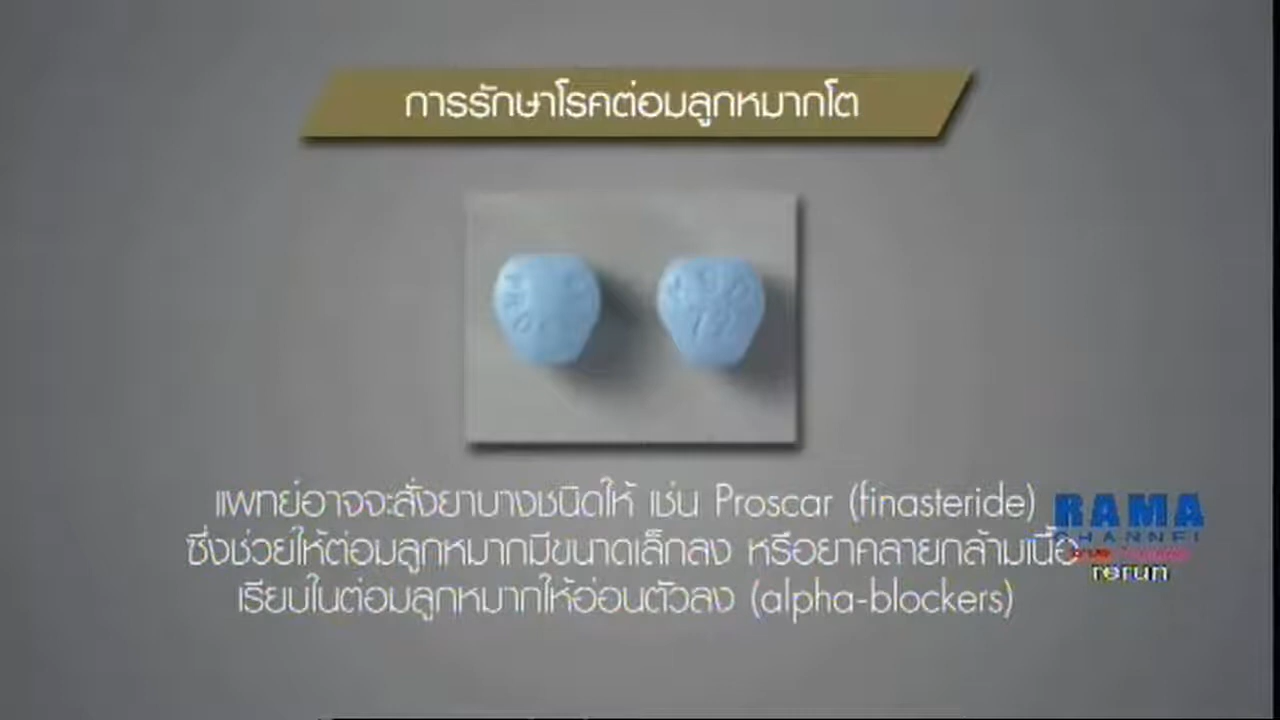 การรักษาโรคต่อมลูกหมากโต
แพทย์อาจจะสั่งยาบางชนิดให้ เช่น Proscar (finasteride)
ซึ่งช่วยให้ต่อมลูกหมากมีขนาดเล็กลง หรือยาคลายกล้ามเนื้อ
เรียบในต่อมลูกหมากให้อ่อนตัวลง (alpha-blockers)
RAMA
CHANNEL
rerun